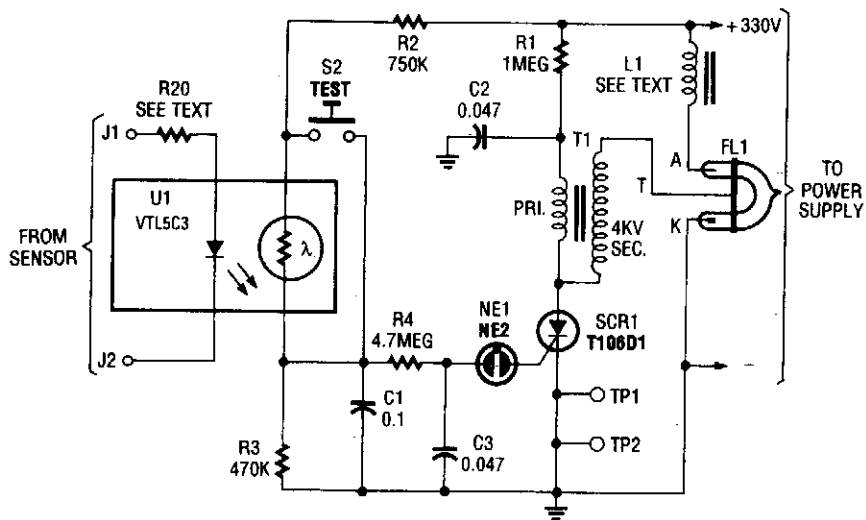 +330V
R2
750K
R1
1MEG
L1
SEE TEXT
S2
TEST
C2
0.047
R20
SEE TEXT
J1
T1
FL1
A
T
K
TO
POWER
SUPPLY
U1
VTL5C3
λ
PRI.
4KV
SEC.
FROM
SENSOR
NE1
NE2
SCR1
T106D1
R4
4.7MEG
J2
−
C1
0.1
TP1
R3
470K
C3
0.047
TP2